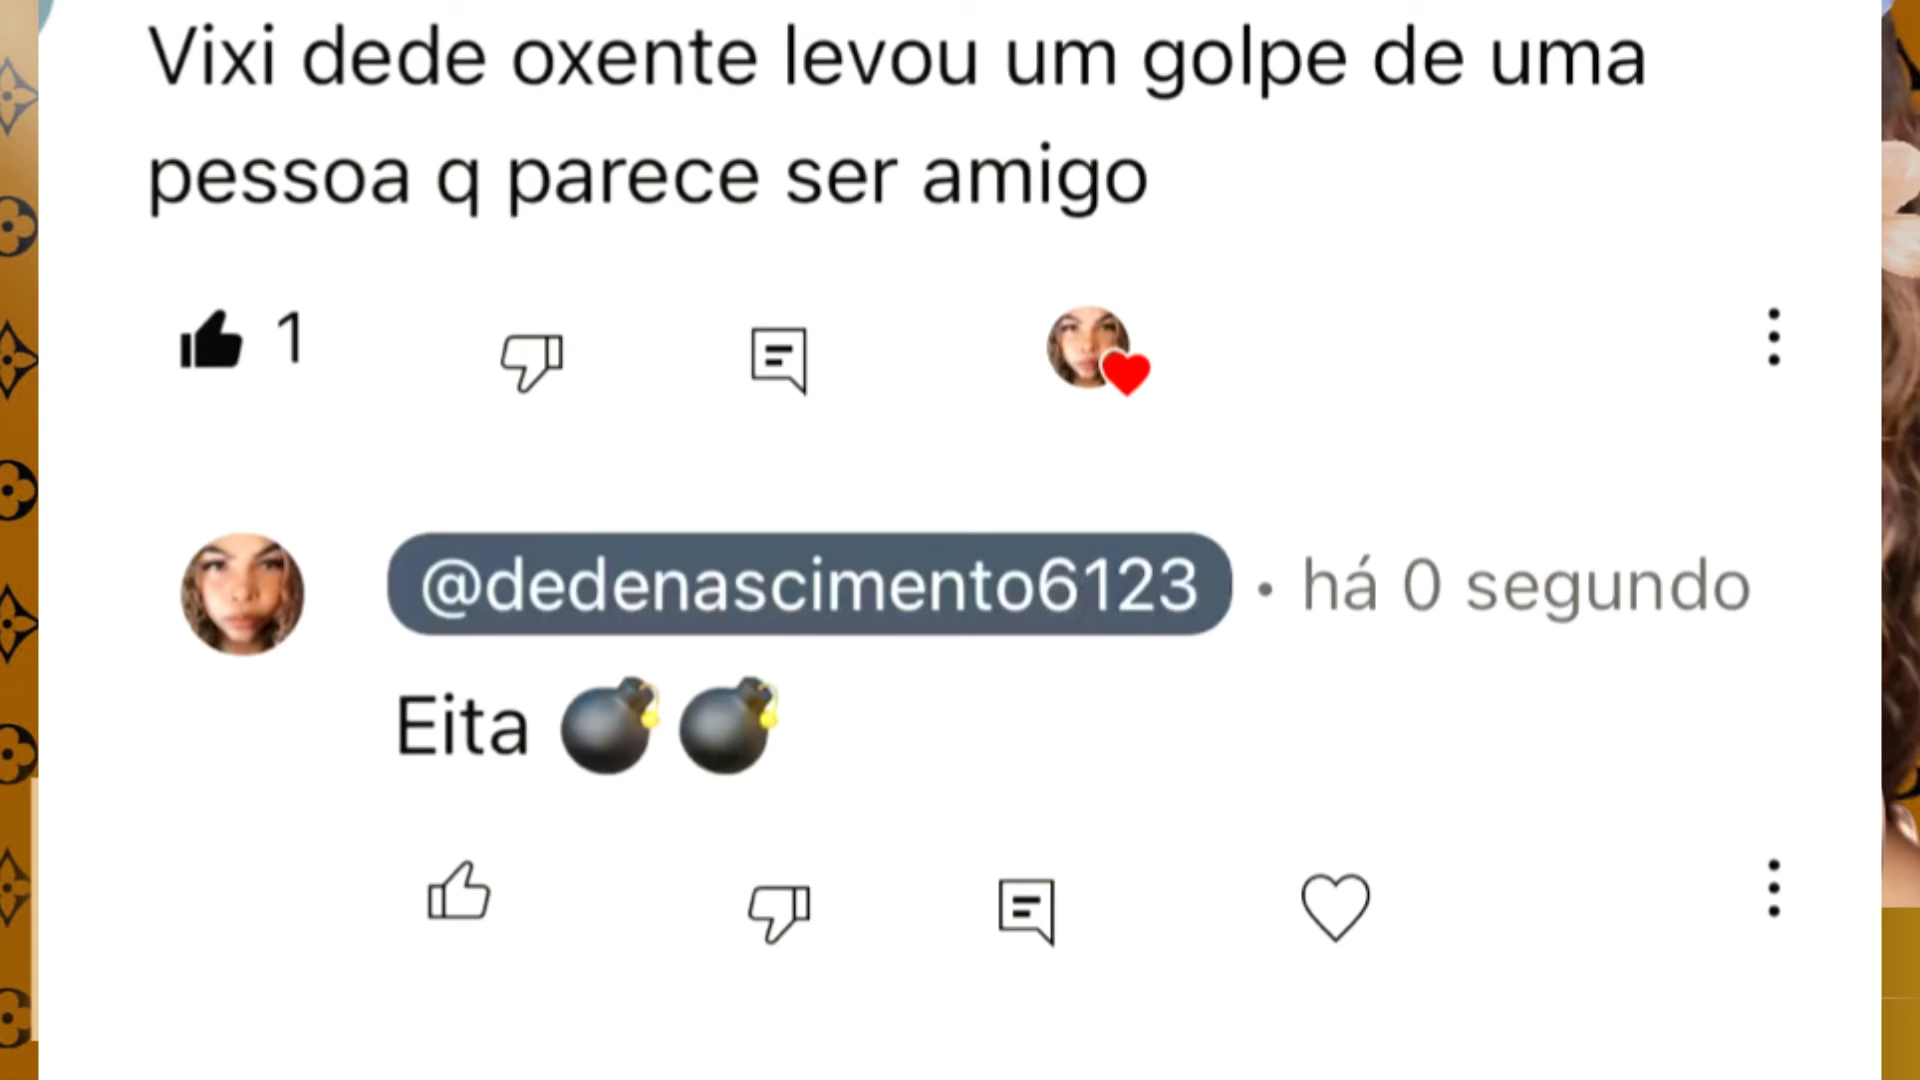 Vixi dede oxente levou um golpe de uma
pessoa q parece ser amigo
1
@dedenascimento6123 • há 0 segundo
Eita 💣💣